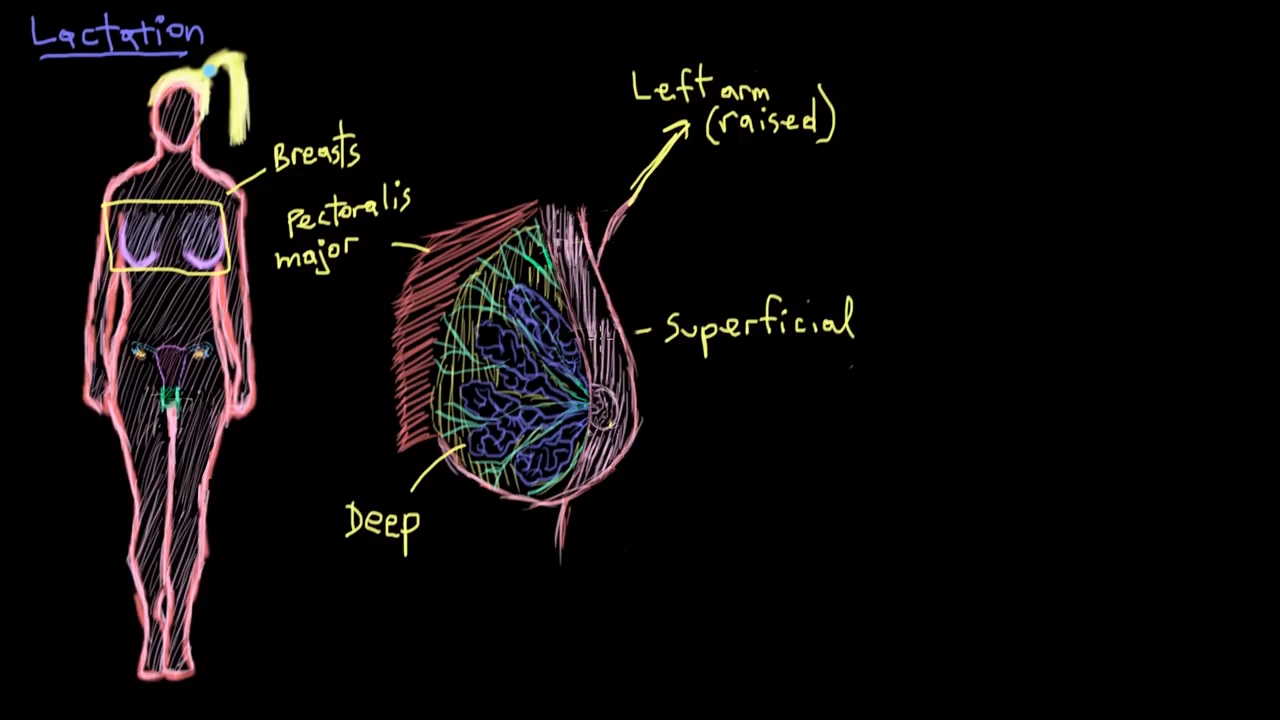 Lactation
Breasts
Pectoralis
major
Left arm
(raised)
Superficial
Deep